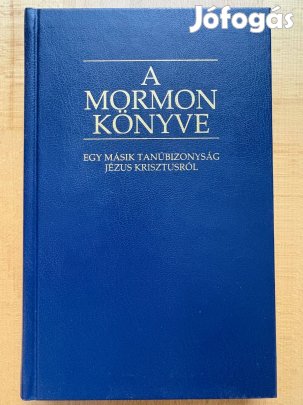 Jófogás
A
MORMON
KÖNYVE
EGY MÁSIK TANÚBIZONYSÁG
JÉZUS KRISZTUSRÓL